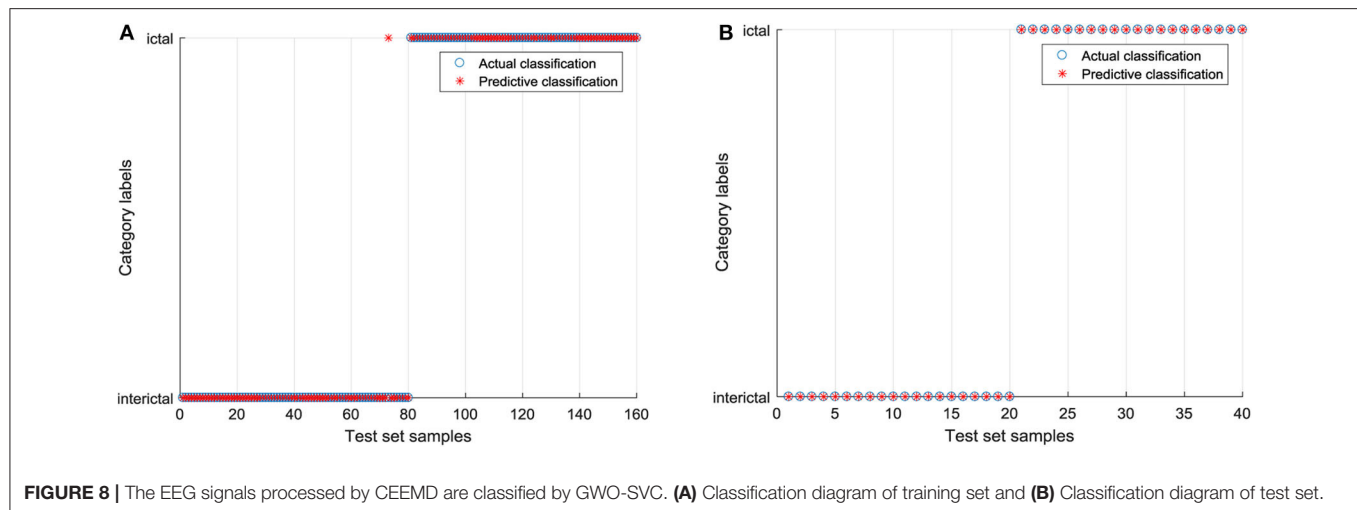 A
ictal
Actual classification
Predictive classification
Category labels
interictal
0 20 40 60 80 100 120 140 160
Test set samples
B
ictal
Actual classification
Predictive classification
Category labels
interictal
0 5 10 15 20 25 30 35 40
Test set samples
FIGURE 8 | The EEG signals processed by CEEMD are classified by GWO-SVC. (A) Classification diagram of training set and (B) Classification diagram of test set.